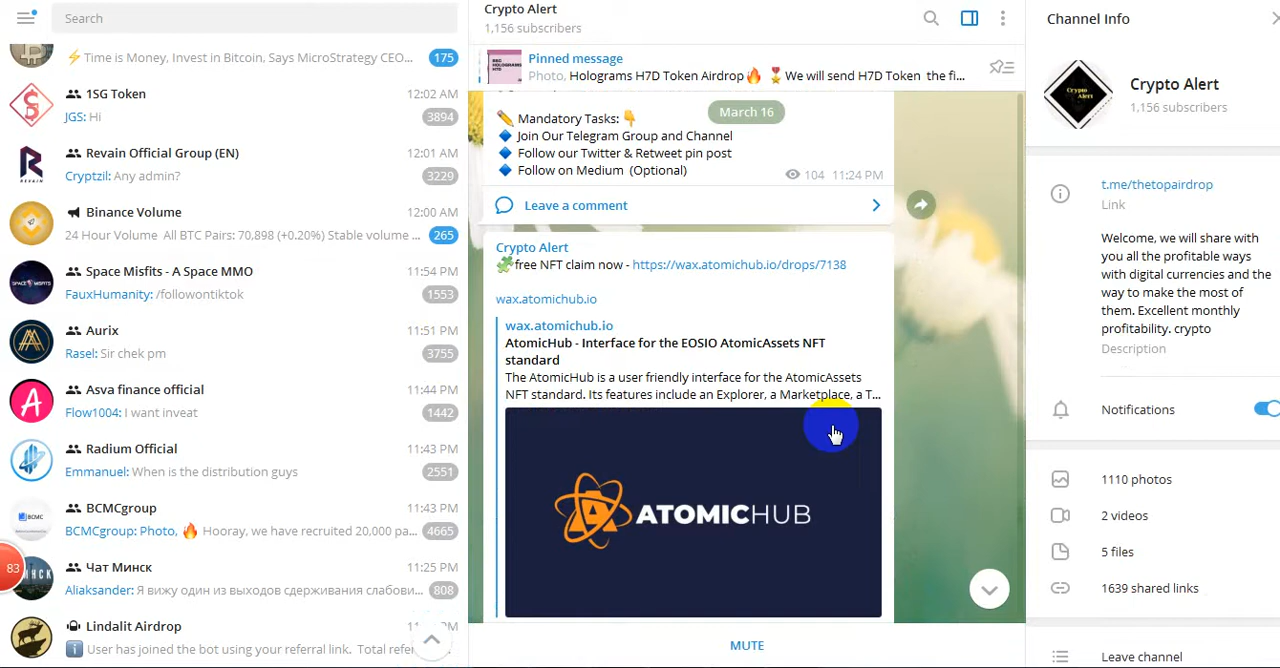 Search
⚡ Time is Money, Invest in Bitcoin, Says MicroStrategy CEO...
175
1SG Token
12:02 AM
JGS: Hi
3894
Revain Official Group (EN)
12:01 AM
Cryptzil: Any admin?
3229
Binance Volume
12:00 AM
24 Hour Volume All BTC Pairs: 70,898 (+0.20%) Stable volume ...
265
Space Misfits - A Space MMO
11:54 PM
FauxHumanity: /followontiktok
1553
Aurix
11:51 PM
Rasel: Sir chek pm
3755
Asva finance official
11:44 PM
Flow1004: I want inveat
1442
Radium Official
11:43 PM
Emmanuel: When is the distribution guys
2551
BCMCgroup
11:43 PM
BCMCgroup: Photo, 🔥 Hooray, we have recruited 20,000 pa...
4665
83
Чат Минск
11:25 PM
Aliaksander: Я вижу один из выходов сдерживания слабови...
808
Lindalit Airdrop
User has joined the bot using your referral link. Total refer...
Crypto Alert
1,156 subscribers
Pinned message
Photo, Holograms H7D Token Airdrop🔥 🎖We will send H7D Token the fi...
March 16
✏️ Mandatory Tasks: 👇
🔷 Join Our Telegram Group and Channel
🔷 Follow our Twitter & Retweet pin post
🔷 Follow on Medium (Optional)
104 11:24 PM
Leave a comment
Crypto Alert
🧩free NFT claim now - https://wax.atomichub.io/drops/7138
wax.atomichub.io
wax.atomichub.io
AtomicHub - Interface for the EOSIO AtomicAssets NFT
standard
The AtomicHub is a user friendly interface for the AtomicAssets
NFT standard. Its features include an Explorer, a Marketplace, a T...
ATOMICHUB
MUTE
Channel Info
Crypto Alert
1,156 subscribers
t.me/thetopairdrop
Link
Welcome, we will share with
you all the profitable ways
with digital currencies and the
way to make the most of
them. Excellent monthly
profitability. crypto
Description
Notifications
1110 photos
2 videos
5 files
1639 shared links
Leave channel